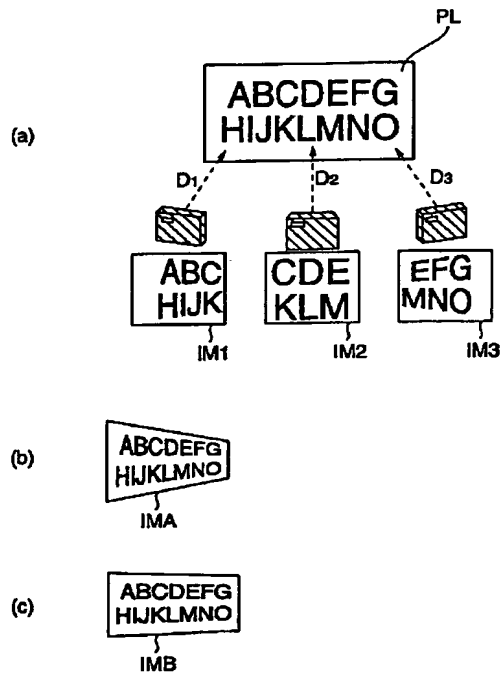 PL
(a)
ABCDEFG
HIJKLMNO
D1 D2 D3
ABC CDE EFG
HIJK KLM MNO
IM1 IM2 IM3
(b)
ABCDEFG
HIJKLMNO
IMA
(c)
ABCDEFG
HIJKLMNO
IMB